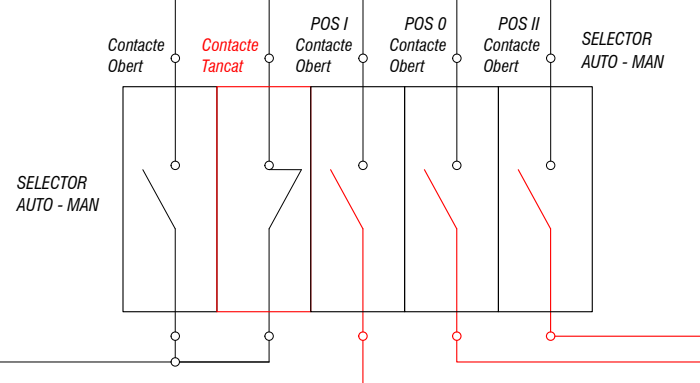 Contacte
Obert
Contacte
Tancat
POS I
Contacte
Obert
POS 0
Contacte
Obert
POS II
Contacte
Obert
SELECTOR
AUTO - MAN
SELECTOR
AUTO - MAN